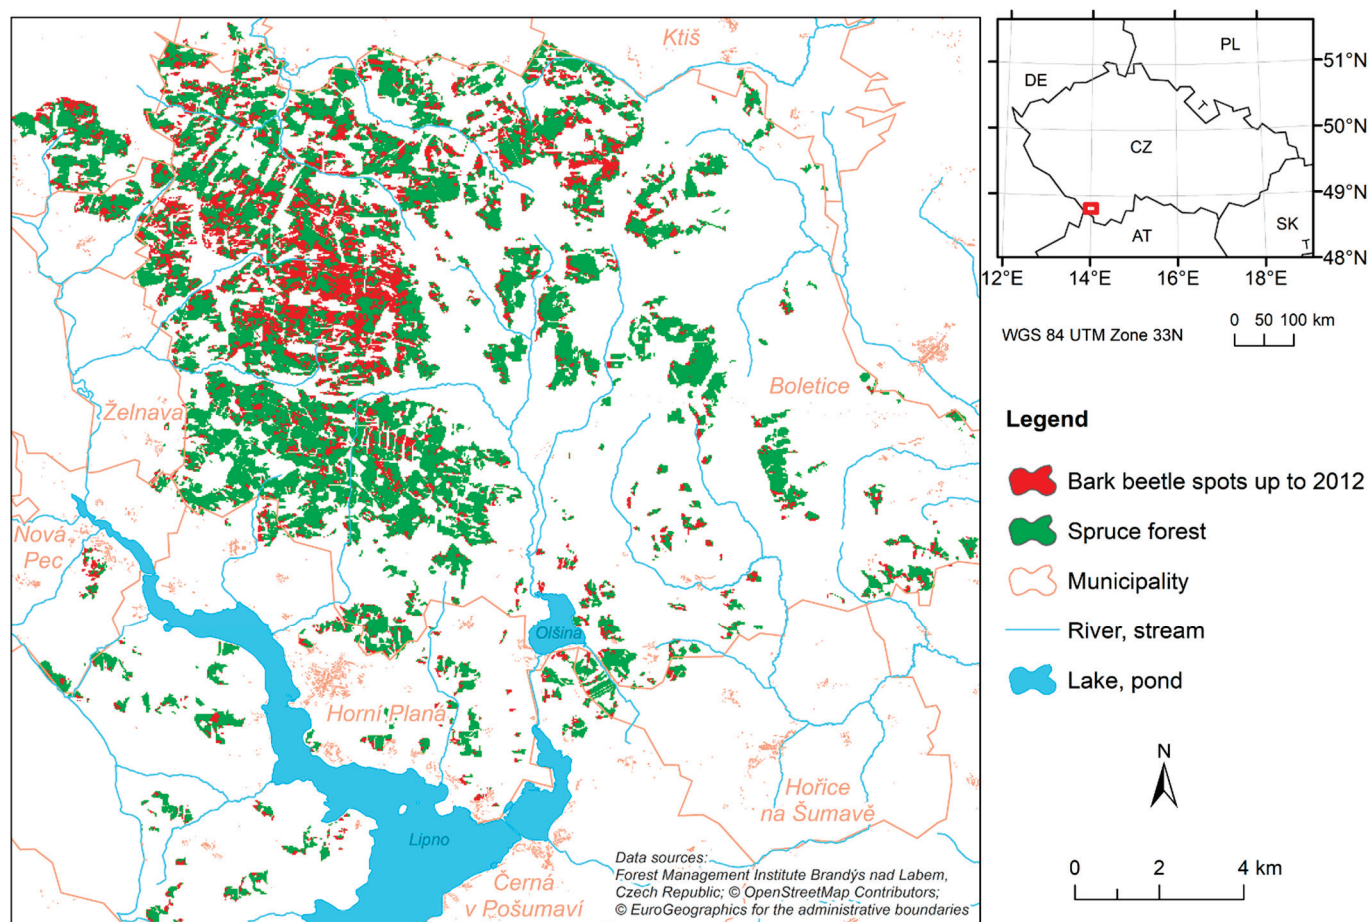 Ktiš
Boletice
Želnava
Nová
Pec
Olšina
Horní Planá
Hořice
na Šumavě
Lipno
Černá
v Pošumaví
Data sources:
Forest Management Institute Brandýs nad Labem,
Czech Republic; © OpenStreetMap Contributors;
© EuroGeographics for the administrative boundaries
PL
DE
CZ
AT
SK
51°N
50°N
49°N
48°N
12°E
14°E
16°E
18°E
WGS 84 UTM Zone 33N
0 50 100 km
Legend
Bark beetle spots up to 2012
Spruce forest
Municipality
River, stream
Lake, pond
N
0 2 4 km